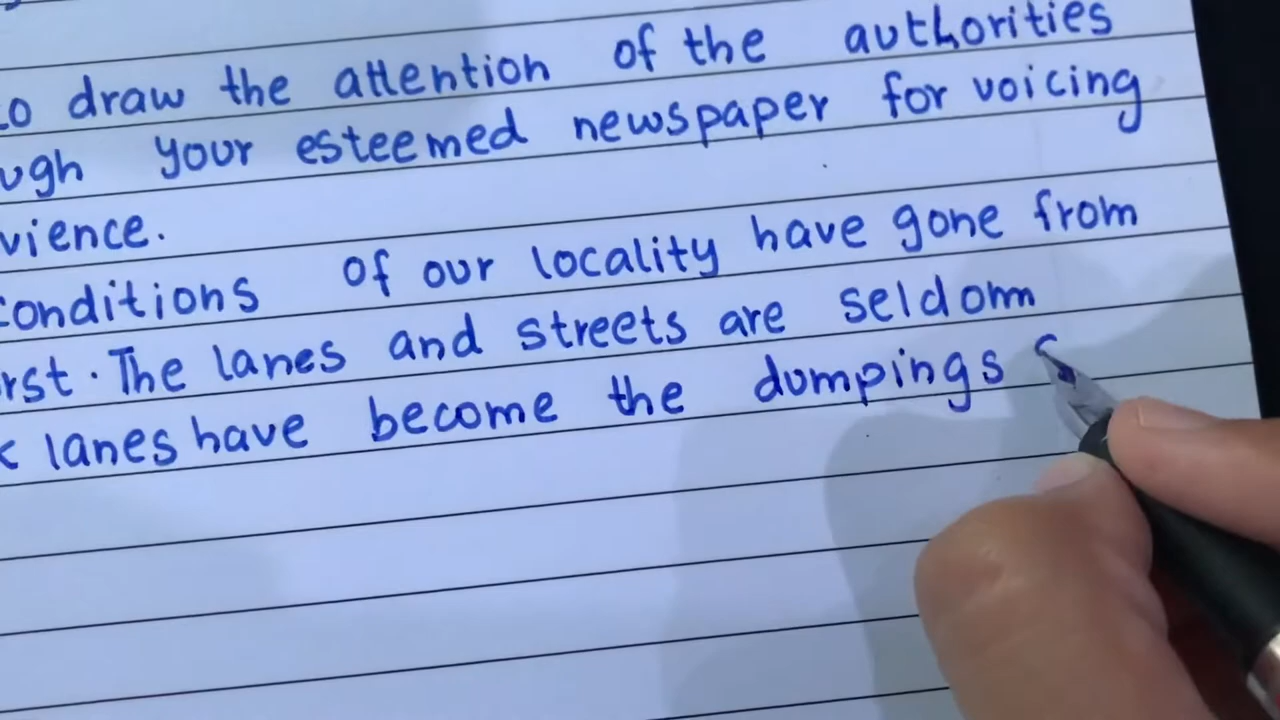 to draw the attention of the authorities
ugh your esteemed newspaper for voicing
vience.
conditions of our locality have gone from
rst. The lanes and streets are seldom
k lanes have become the dumpings s